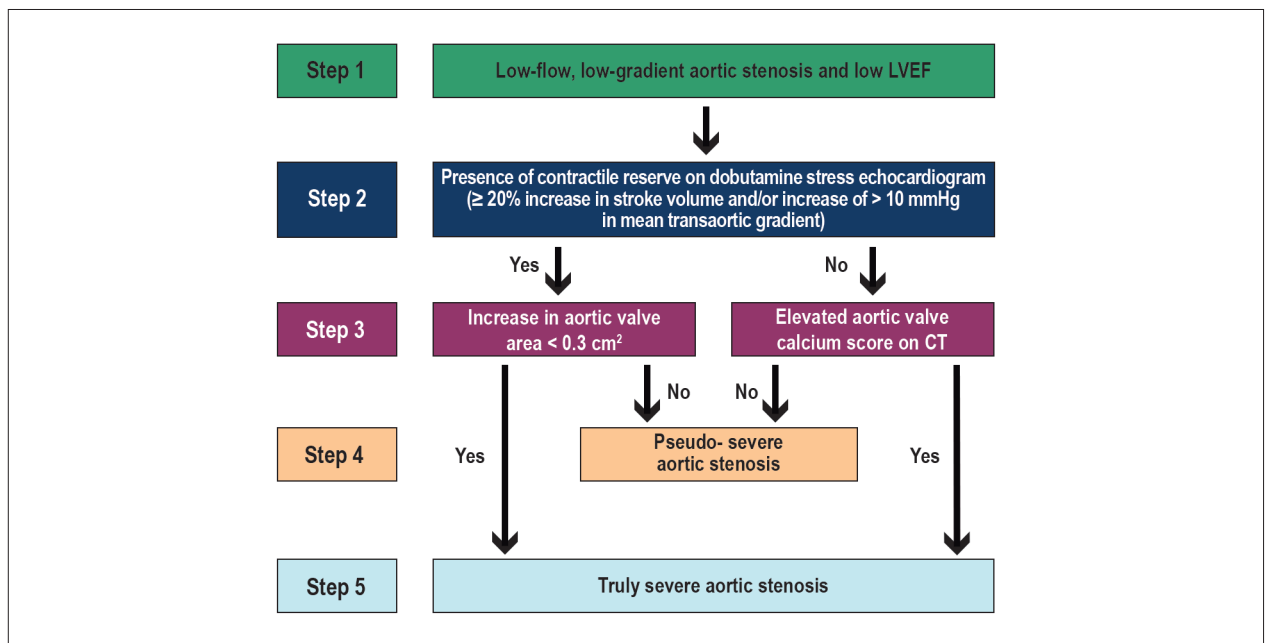 Step 1
Low-flow, low-gradient aortic stenosis and low LVEF
Step 2
Presence of contractile reserve on dobutamine stress echocardiogram
(≥ 20% increase in stroke volume and/or increase of > 10 mmHg
in mean transaortic gradient)
Yes
No
Step 3
Increase in aortic valve
area < 0.3 cm²
Elevated aortic valve
calcium score on CT
No
No
Step 4
Yes
Pseudo- severe
aortic stenosis
Yes
Step 5
Truly severe aortic stenosis